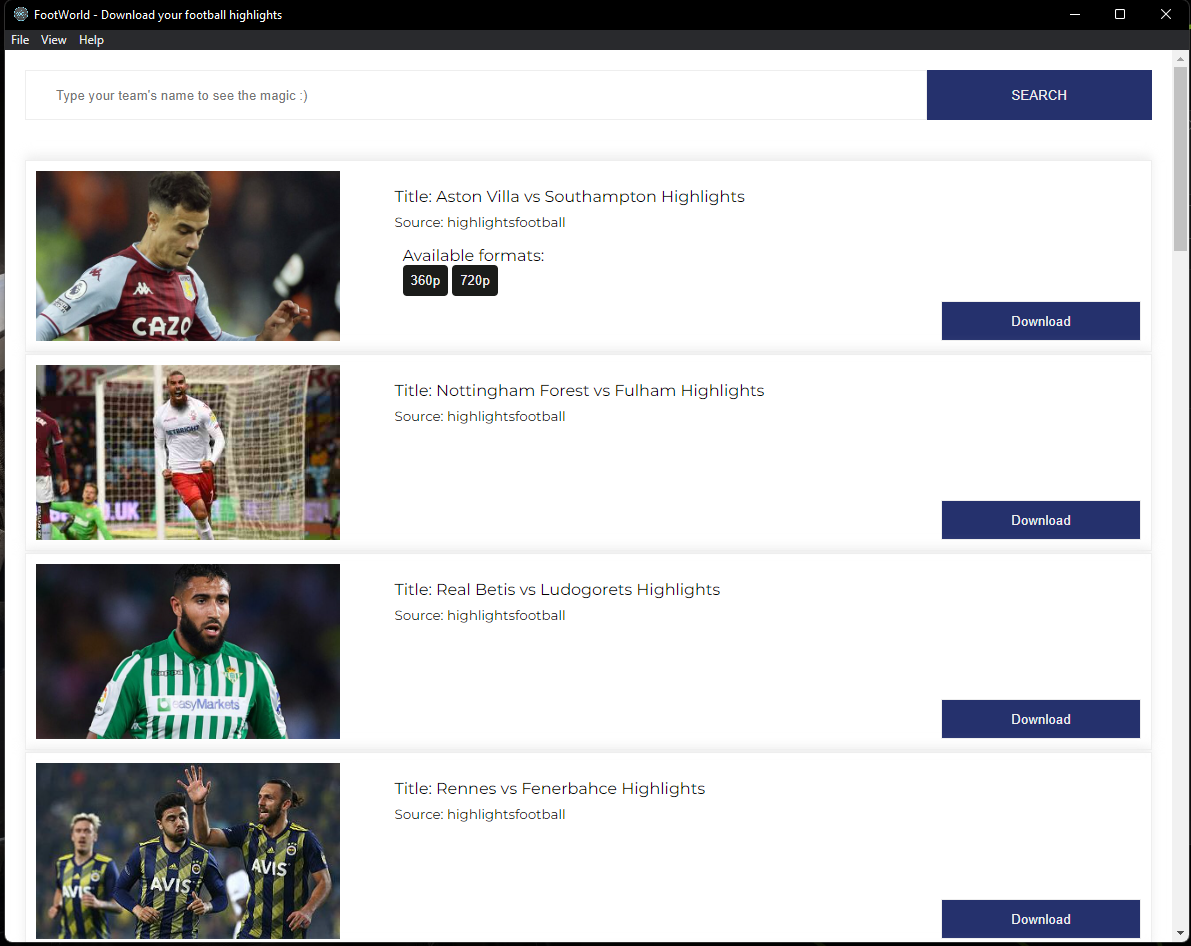 FootWorld - Download your football highlights
File View Help
Type your team's name to see the magic :)
SEARCH
Title: Aston Villa vs Southampton Highlights
Source: highlightsfootball
Available formats:
360p 720p
CAZO
Download
Title: Nottingham Forest vs Fulham Highlights
Source: highlightsfootball
.UK
Download
Title: Real Betis vs Ludogorets Highlights
Source: highlightsfootball
easyMarkets
Download
Title: Rennes vs Fenerbahce Highlights
Source: highlightsfootball
AVIS
AVIS
AVIS
Download